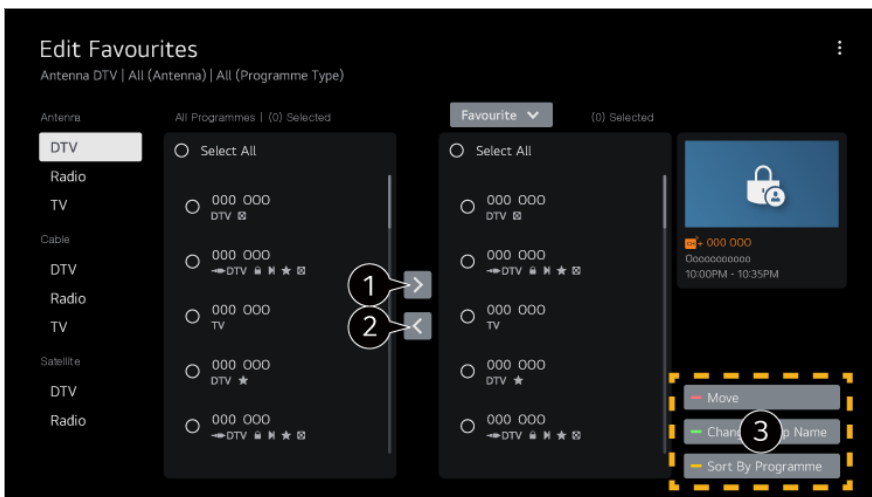 Edit Favourites
Antenna DTV | All (Antenna) | All (Programme Type)
Antenna
DTV
Radio
TV
Cable
DTV
Radio
TV
Satellite
DTV
Radio
All Programmes | (0) Selected
Select All
000 000
DTV
000 000
DTV
000 000
TV
000 000
DTV
000 000
DTV
1
2
Favourite
(0) Selected
Select All
000 000
DTV
000 000
DTV
000 000
TV
000 000
DTV
000 000
DTV
CH+ 000 000
Ooooooooooo
10:00PM - 10:35PM
Move
3
Name
Sort By Programme